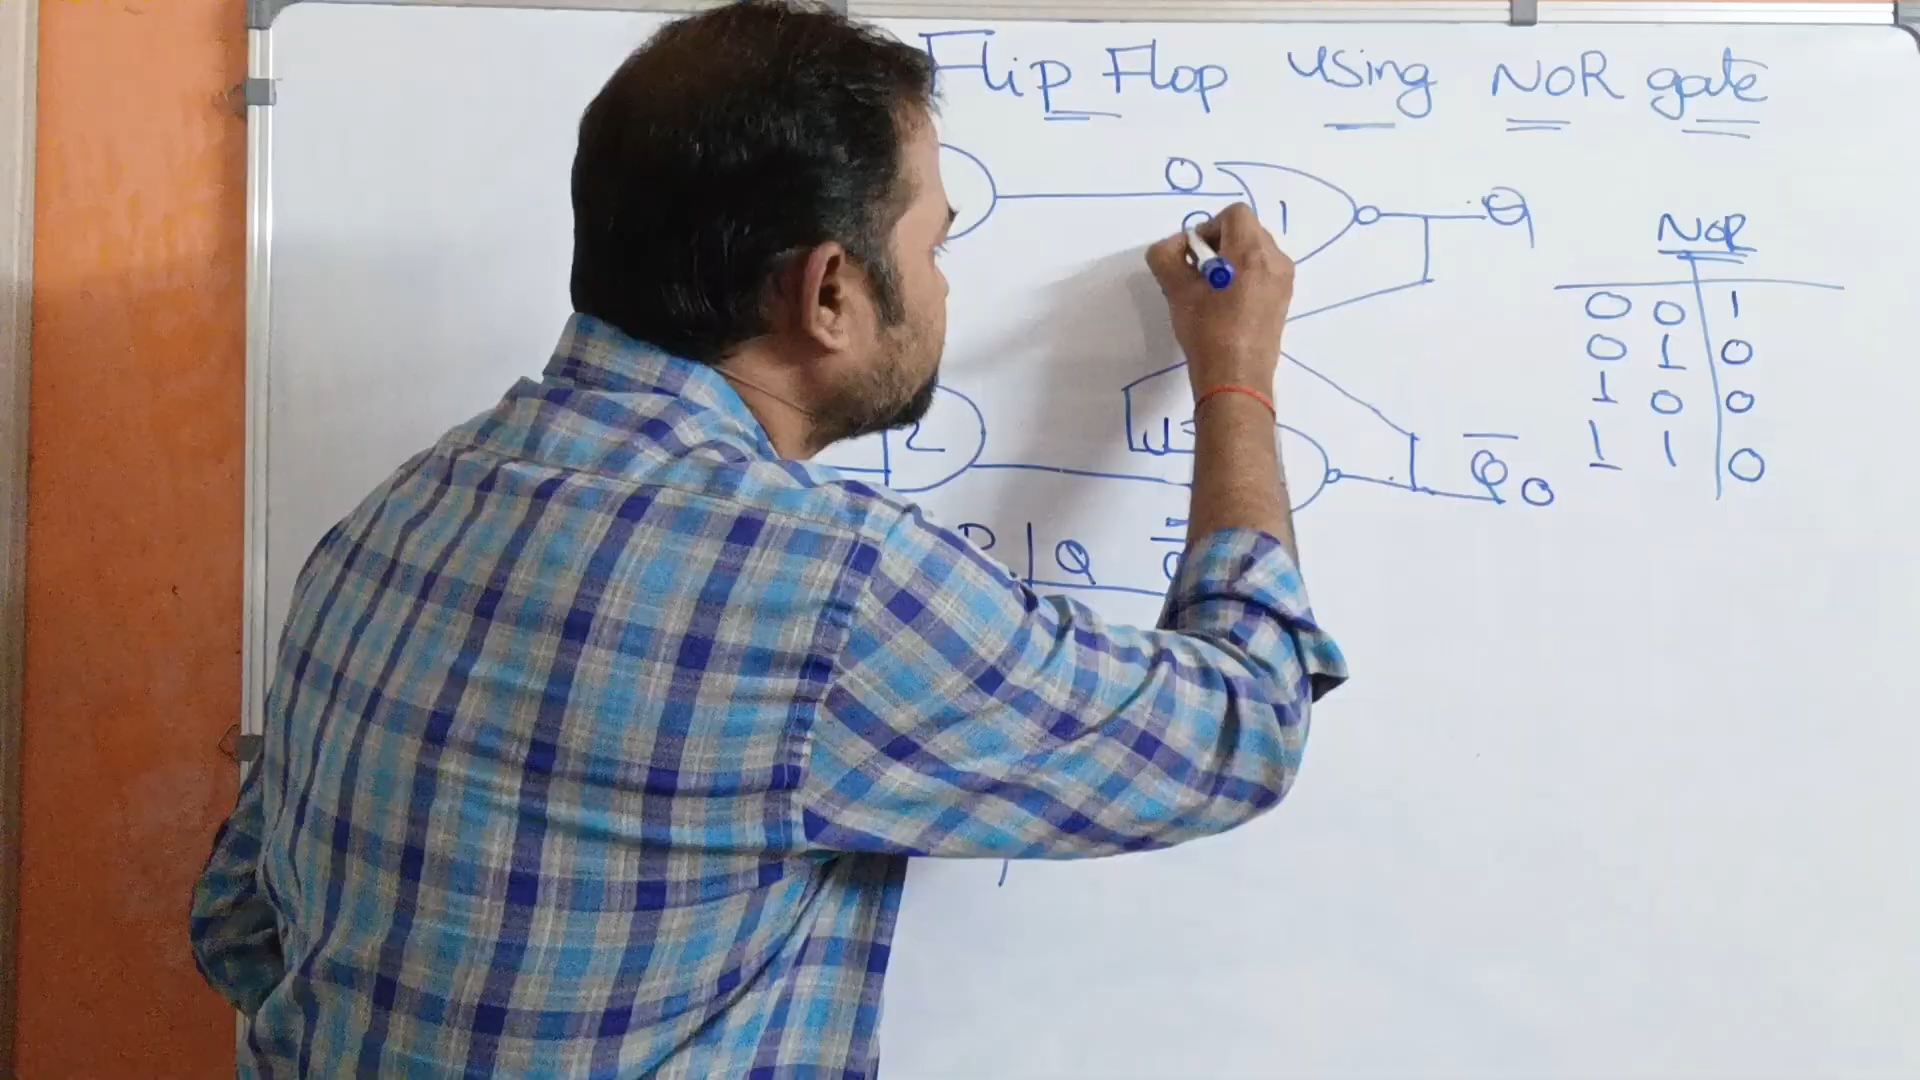 Flip Flop using NOR gate
0
1 Q
NOR
0 0 1
0 1 0
1 0 0
1 1 0
2
Q̅ 0
D Q